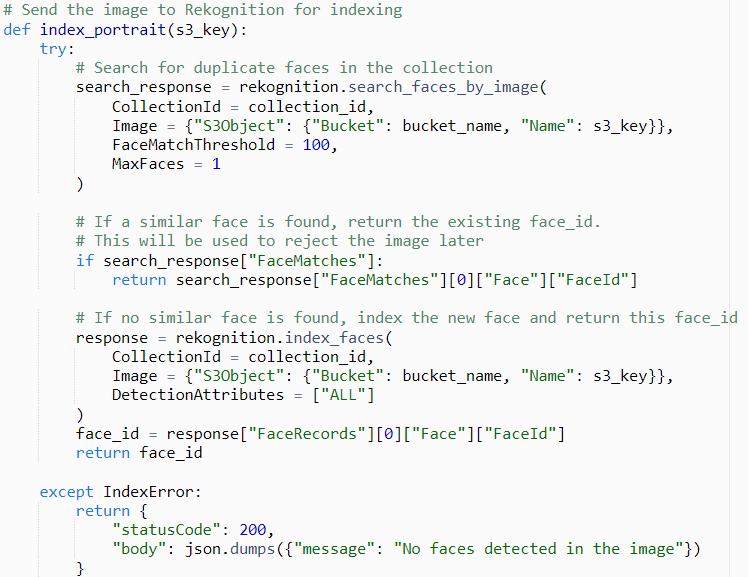 # Send the image to Rekognition for indexing
def index_portrait(s3_key):
    try:
        # Search for duplicate faces in the collection
        search_response = rekognition.search_faces_by_image(
            CollectionId = collection_id,
            Image = {"S3Object": {"Bucket": bucket_name, "Name": s3_key}},
            FaceMatchThreshold = 100,
            MaxFaces = 1
        )

        # If a similar face is found, return the existing face_id.
        # This will be used to reject the image later
        if search_response["FaceMatches"]:
            return search_response["FaceMatches"][0]["Face"]["FaceId"]

        # If no similar face is found, index the new face and return this face_id
        response = rekognition.index_faces(
            CollectionId = collection_id,
            Image = {"S3Object": {"Bucket": bucket_name, "Name": s3_key}},
            DetectionAttributes = ["ALL"]
        )
        face_id = response["FaceRecords"][0]["Face"]["FaceId"]
        return face_id

    except IndexError:
        return {
            "statusCode": 200,
            "body": json.dumps({"message": "No faces detected in the image"})
        }